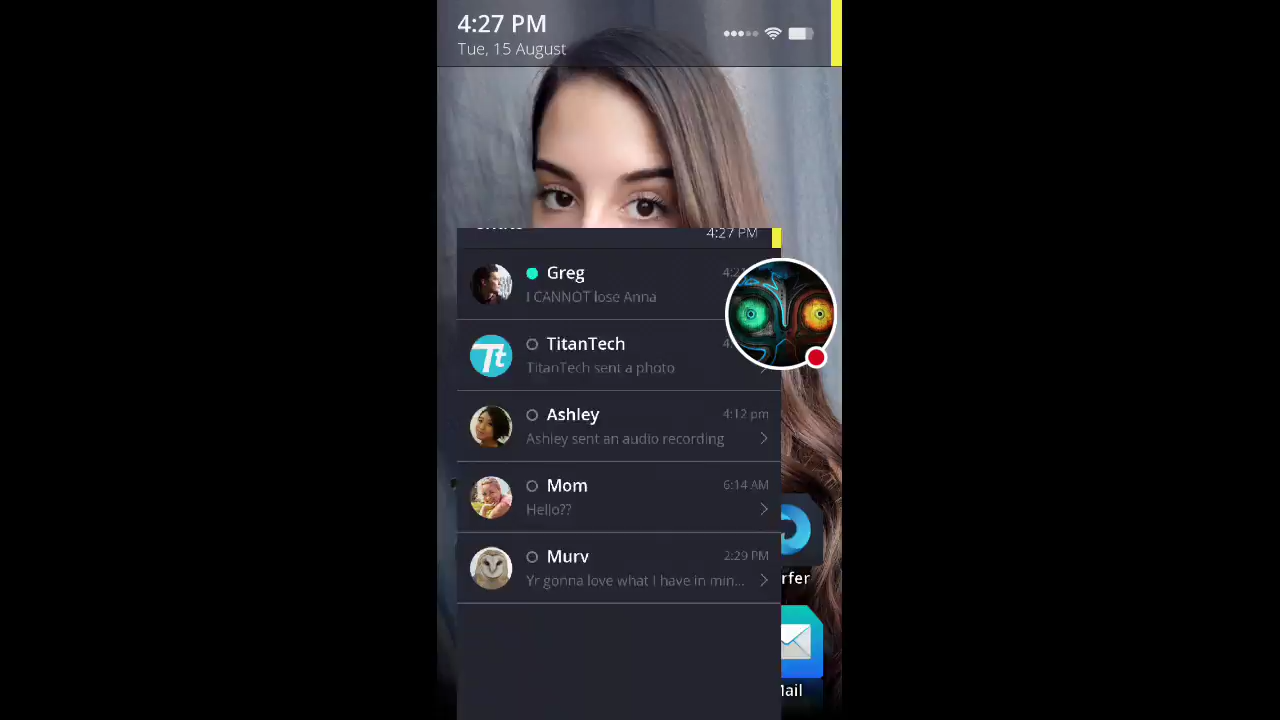 4:27 PM
Tue, 15 August
4:27 PM
Greg
I CANNOT lose Anna
TitanTech
Tt
TitanTech sent a photo
Ashley
4:12 pm
Ashley sent an audio recording
Mom
6:14 AM
Hello??
Murv
2:29 PM
Yr gonna love what I have in min...
rfer
Mail